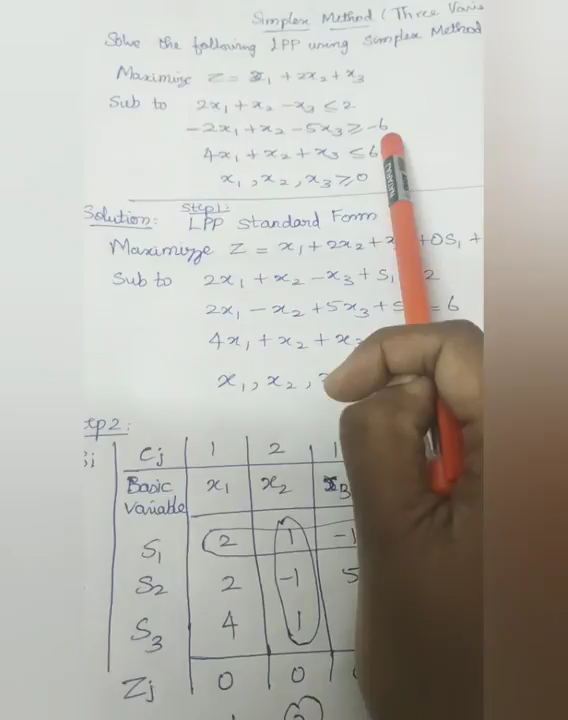 Simplex Method (Three Varia
Solve the following LPP using Simplex Method
Maximize Z = x₁ + 2x₂ + x₃
Sub to 2x₁ + x₂ - x₃ ≤ 2
-2x₁ + x₂ - 5x₃ ≥ -6
4x₁ + x₂ + x₃ ≤ 6
x₁, x₂, x₃ ≥ 0
Solution: Step1: LPP Standard Form
Maximize Z = x₁ + 2x₂ + x +0S₁ +
Sub to 2x₁ + x₂ - x₃ + S₁ 2
2x₁ - x₂ + 5x₃ + S = 6
4x₁ + x₂ + x
x₁, x₂,
tep2:
Cj 1 2 1
Basic Variable x₁ x₂ x₃
S₁ 2 1 -1
S₂ 2 -1 5
S₃ 4 1
Zj 0 0